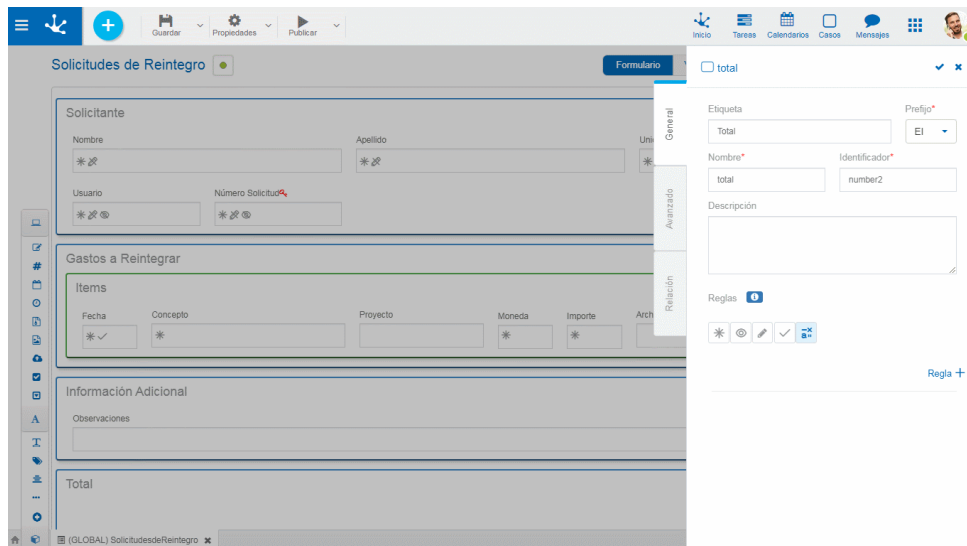 Guardar
Propiedades
Publicar
Inicio
Tareas
Calendarios
Casos
Mensajes
Solicitudes de Reintegro
Formulario
Solicitante
Nombre
Apellido
Usuario
Número Solicitud
Gastos a Reintegrar
Items
Fecha
Concepto
Proyecto
Moneda
Importe
Información Adicional
Observaciones
Total
(GLOBAL) SolicitudesdeReintegro
General
Avanzado
Relación
total
Etiqueta
Prefijo*
Total
El
Nombre*
Identificador*
total
number2
Descripción
Reglas
Regla +